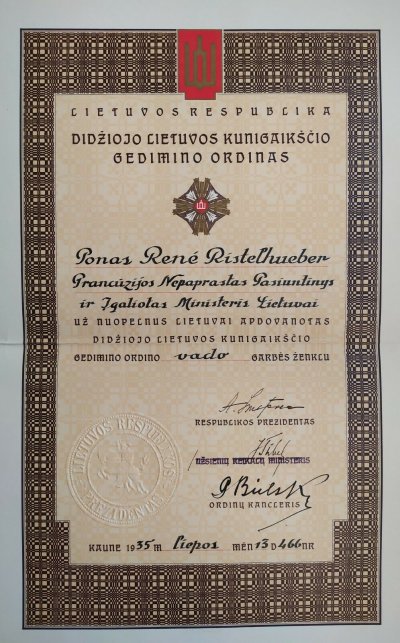 LIETUVOS RESPUBLIKA
DIDŽIOJO LIETUVOS KUNIGAIKŠČIO
GEDIMINO ORDINAS
Ponas René Ristelhueber
Prancūzijos Nepaprastas Pasiuntinys
ir Įgaliotas Ministeris Lietuvai
UŽ NUOPELNUS LIETUVAI APDOVANOTAS
DIDŽIOJO LIETUVOS KUNIGAIKŠČIO
GEDIMINO ORDINO vado GARBĖS ŽENKLU
A. Smetona
RESPUBLIKOS PREZIDENTAS
UŽSIENIŲ REIKALŲ MINISTERIS
ORDINŲ KANCLERIS
LIETUVOS RESPUBLIKOS PREZIDENTAS
KAUNE 1935 M Liepos MĖN 13 D 466 NR